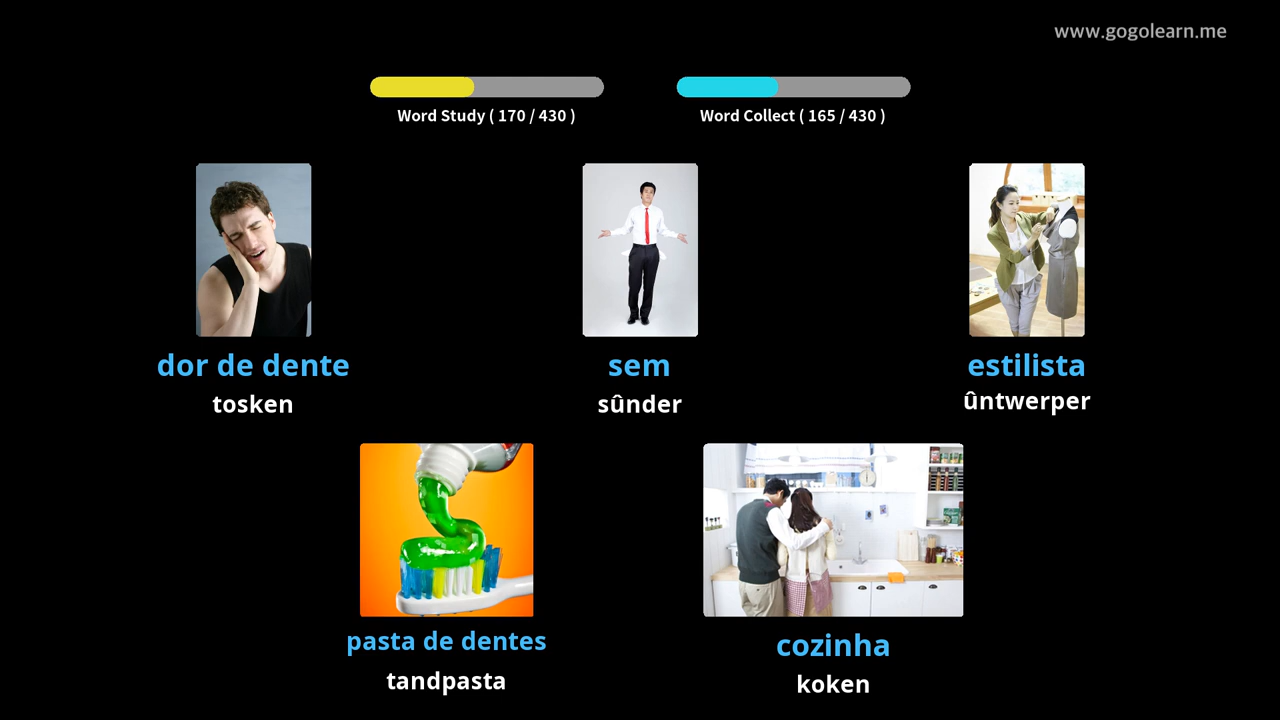 www.gogolearn.me
Word Study ( 170 / 430 )
Word Collect ( 165 / 430 )
dor de dente
tosken
sem
sûnder
estilista
ûntwerper
pasta de dentes
tandpasta
cozinha
koken